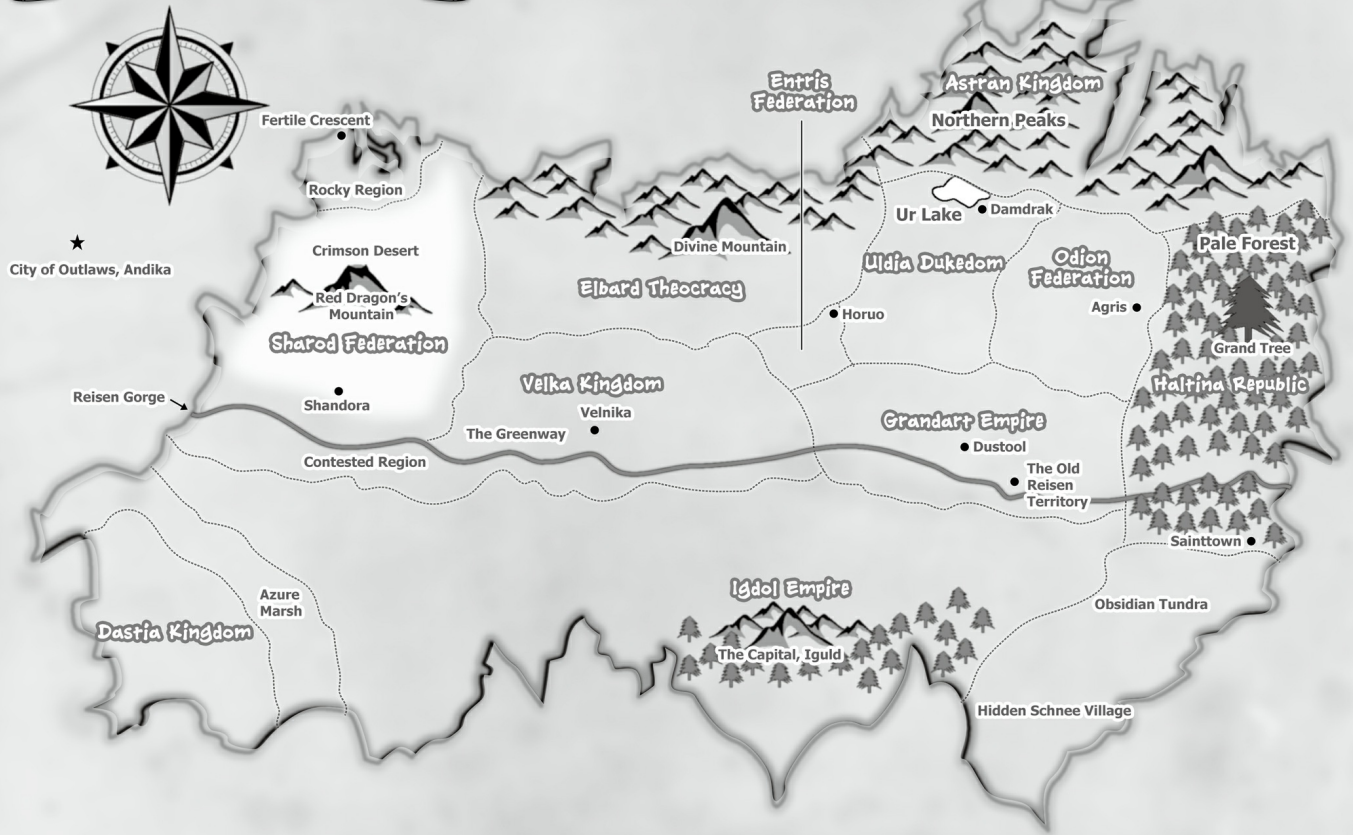 Entris
Federation
Astran Kingdom
Northern Peaks
Fertile Crescent
Rocky Region
Ur Lake
Damdrak
Pale Forest
City of Outlaws, Andika
Crimson Desert
Divine Mountain
Uldia Dukedom
Odion
Federation
Red Dragon's
Mountain
Elbard Theocracy
Agris
Horuo
Sharod Federation
Grand Tree
Haltina Republic
Reisen Gorge
Shandora
Velka Kingdom
Velnika
The Greenway
Grandart Empire
Dustool
Contested Region
The Old
Reisen
Territory
Sainttown
Igdol Empire
Azure
Marsh
Obsidian Tundra
Dastia Kingdom
The Capital, Iguld
Hidden Schnee Village